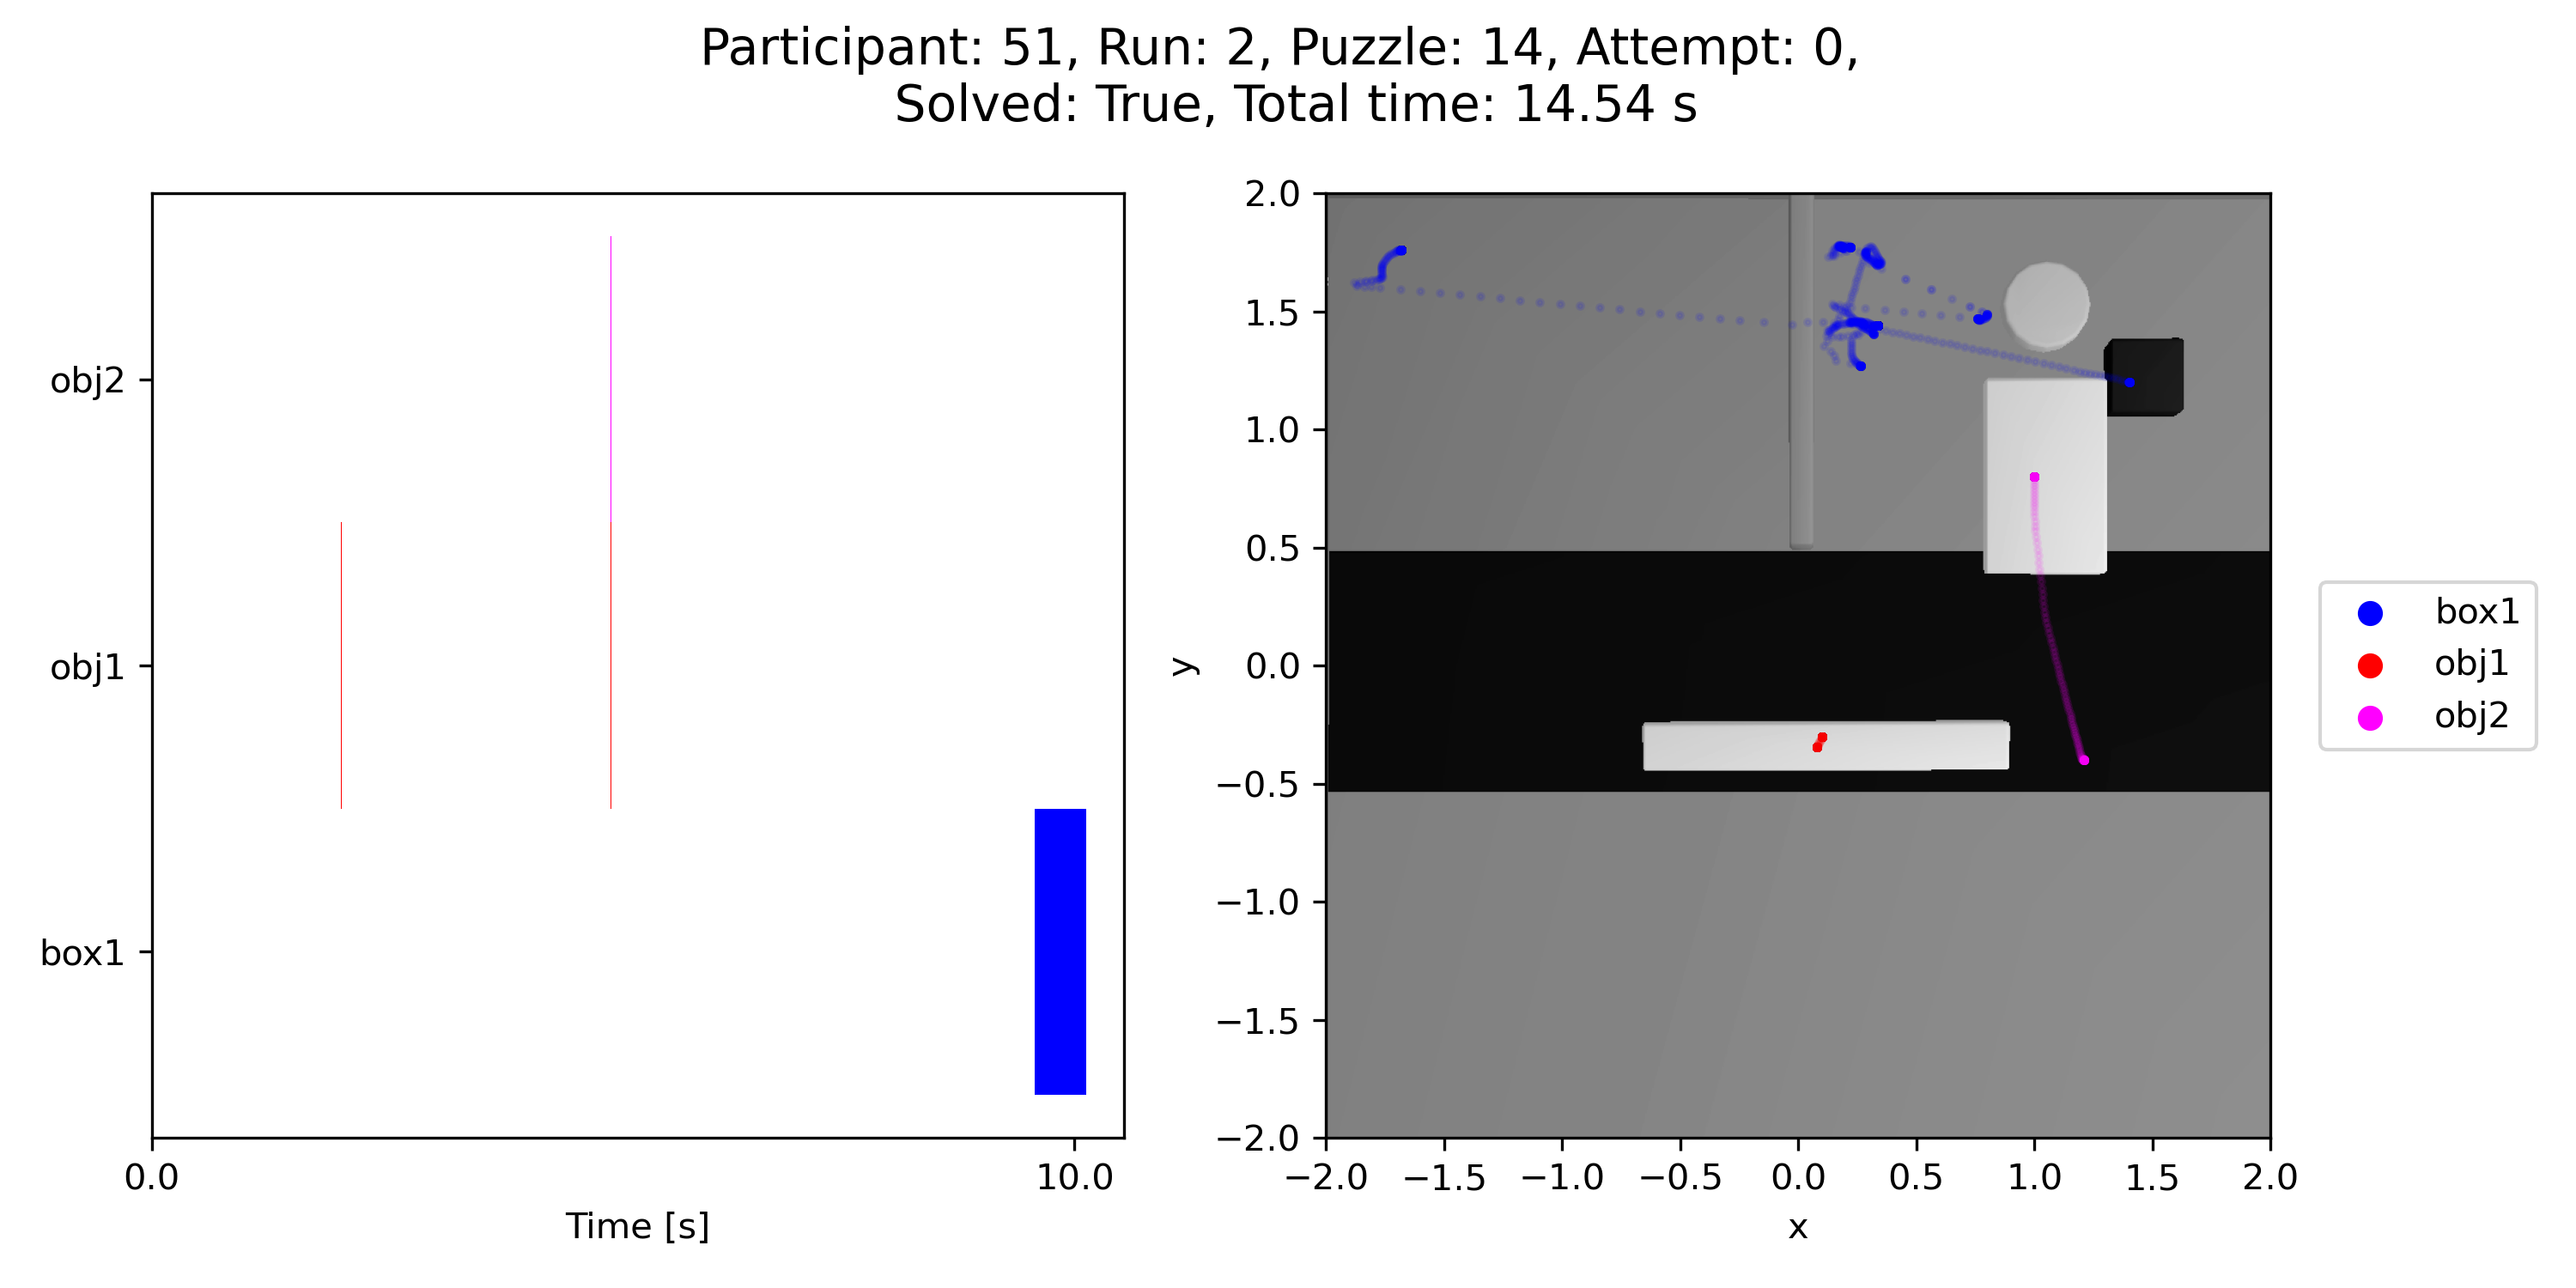 Participant: 51, Run: 2, Puzzle: 14, Attempt: 0,
Solved: True, Total time: 14.54 s
obj2
obj1
box1
0.0
10.0
Time [s]
2.0
1.5
1.0
0.5
0.0
−0.5
−1.0
−1.5
−2.0
y
−2.0
−1.5
−1.0
−0.5
0.0
0.5
1.0
1.5
2.0
x
box1
obj1
obj2